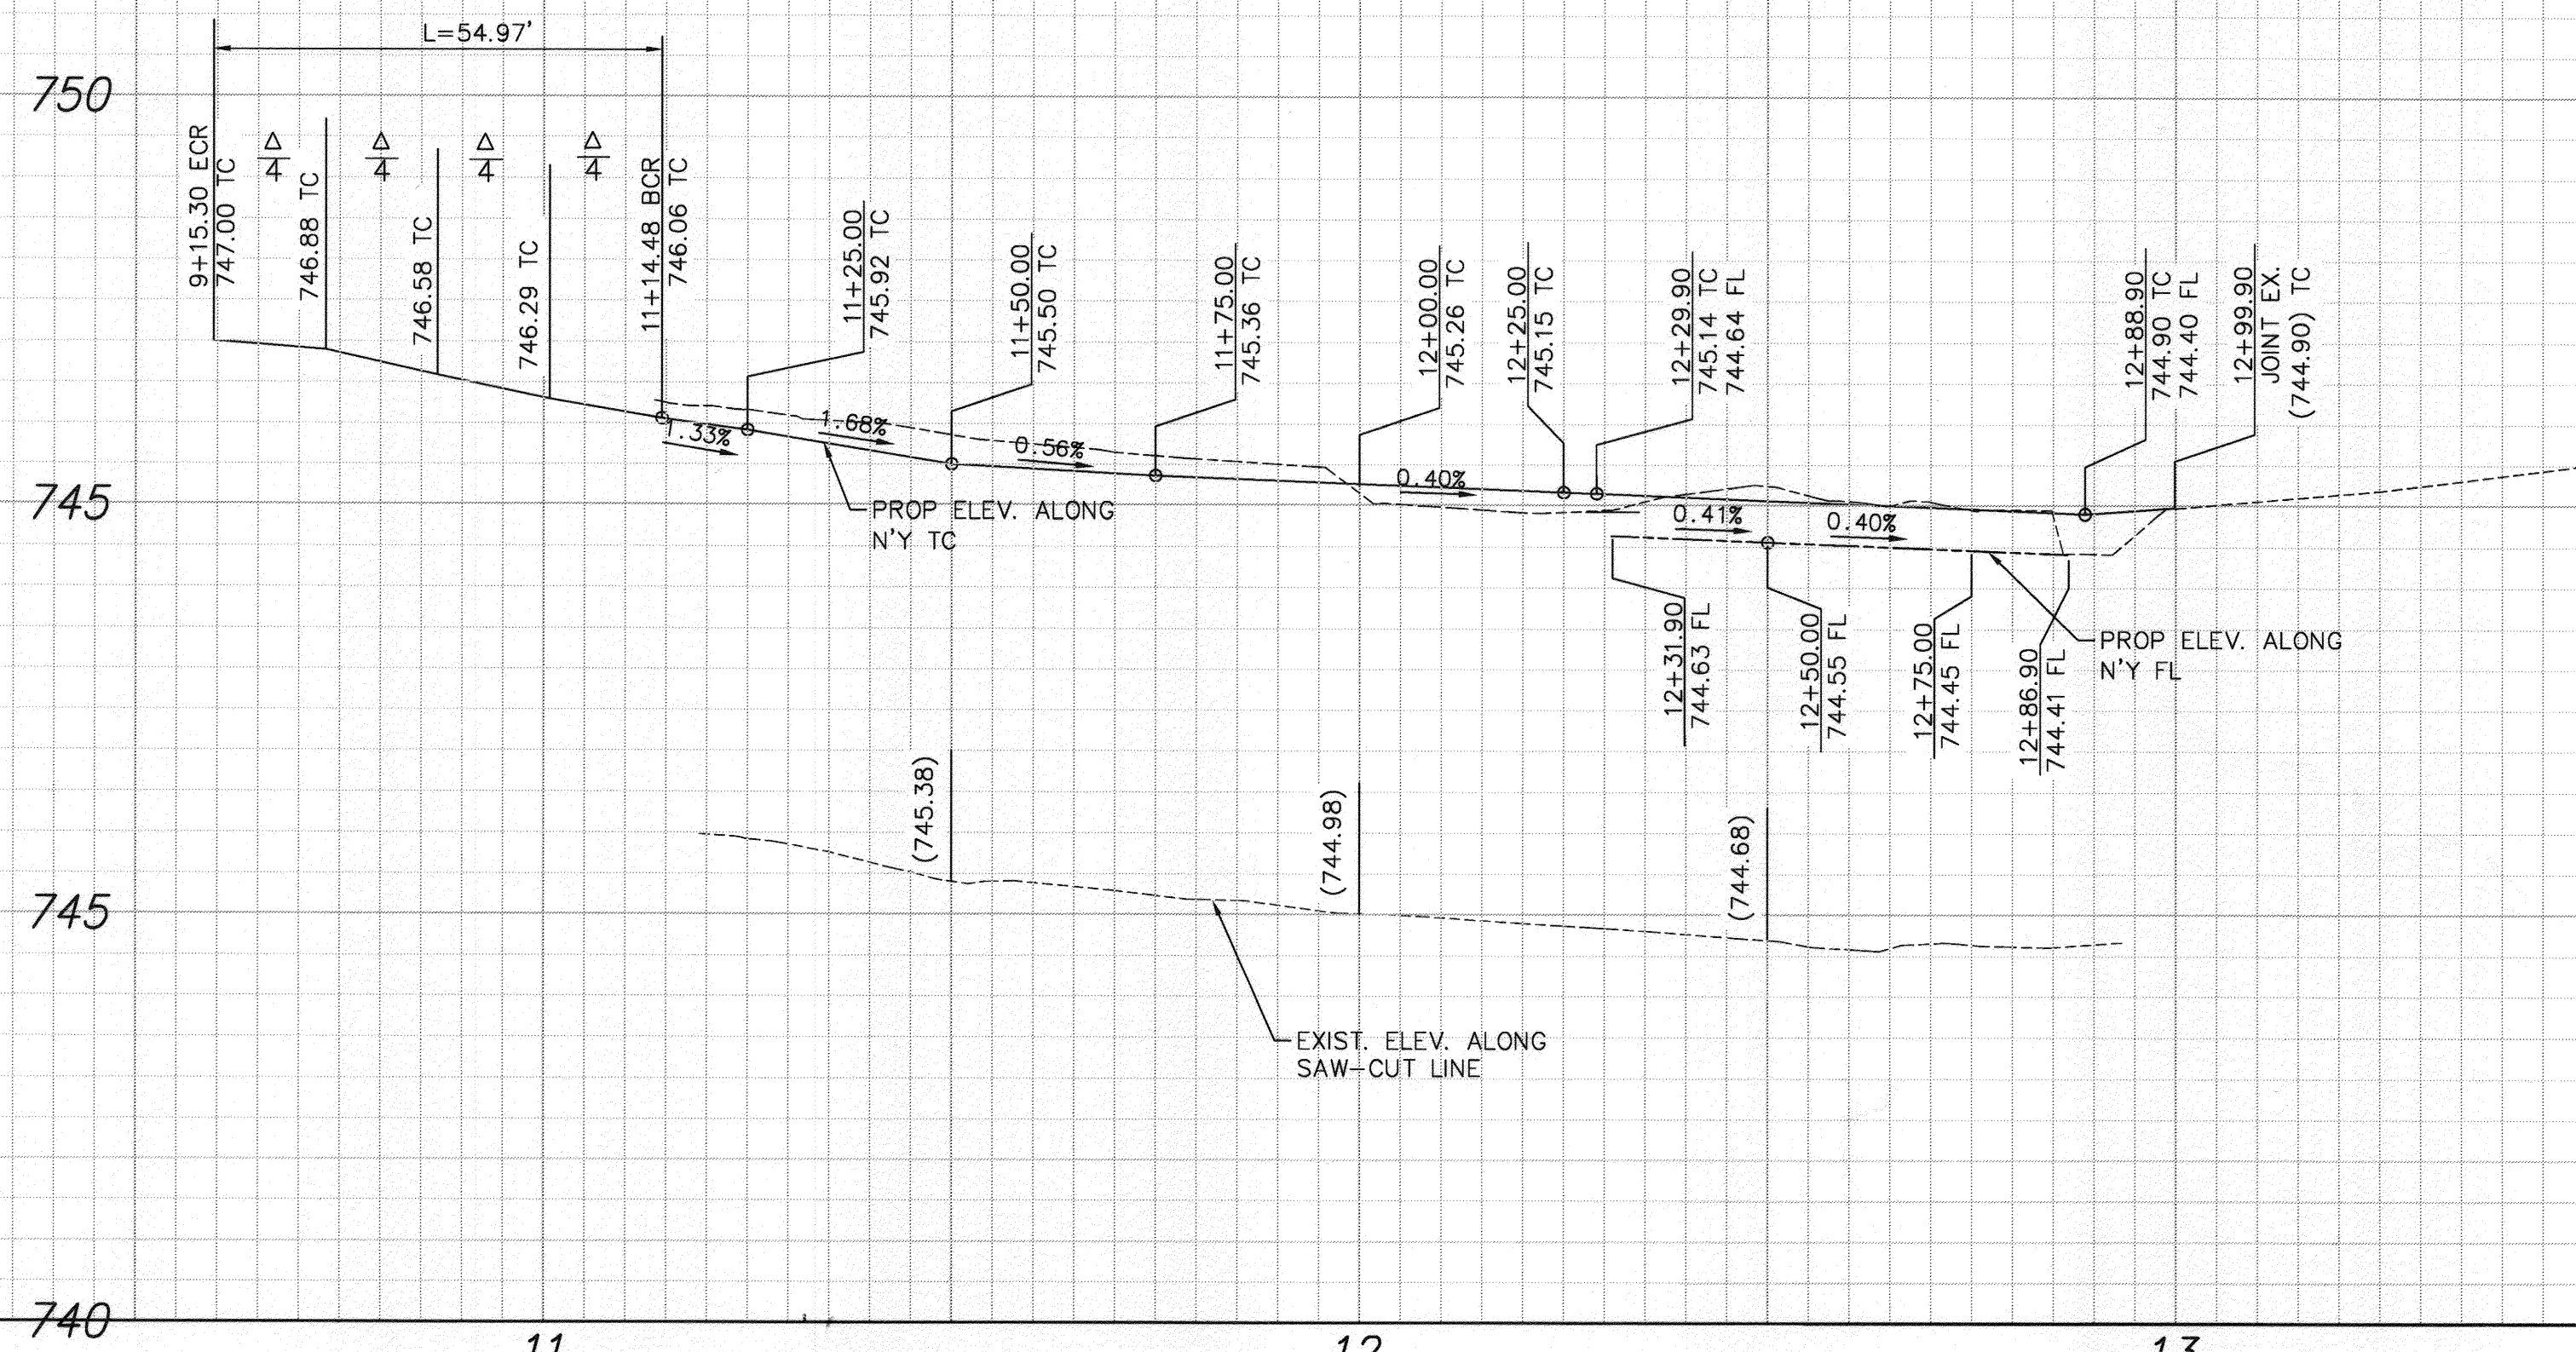 L=54.97'
750
9+15.30 ECR
747.00 TC
Δ
4
746.88 TC
Δ
4
746.58 TC
Δ
4
746.29 TC
Δ
4
11+14.48 BCR
746.06 TC
11+25.00
745.92 TC
11+50.00
745.50 TC
11+75.00
745.36 TC
12+00.00
745.26 TC
12+25.00
745.15 TC
12+29.90
745.14 TC
744.64 FL
12+88.90
744.90 TC
744.40 FL
12+99.90
JOINT EX.
(744.90) TC
1.33%
1.68%
0.56%
0.40%
745
PROP ELEV. ALONG
N'Y TC
0.41%
0.40%
12+31.90
744.63 FL
12+50.00
744.55 FL
12+75.00
744.45 FL
12+86.90
744.41 FL
PROP ELEV. ALONG
N'Y FL
(745.38)
(744.98)
(744.68)
745
EXIST. ELEV. ALONG
SAW-CUT LINE
740
11
12
13